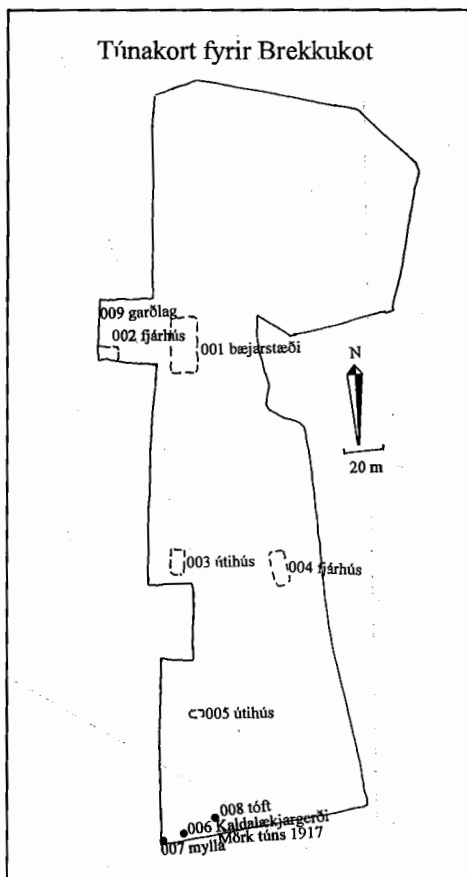 Túnakort fyrir Brekkukot
009 garðlag
002 fjárhús
001 bæjarstæði
N
20 m
003 útihús
004 fjárhús
005 útihús
008 tóft
006 Kaldalækjargerði
Mörk túns 1917
007 mylla